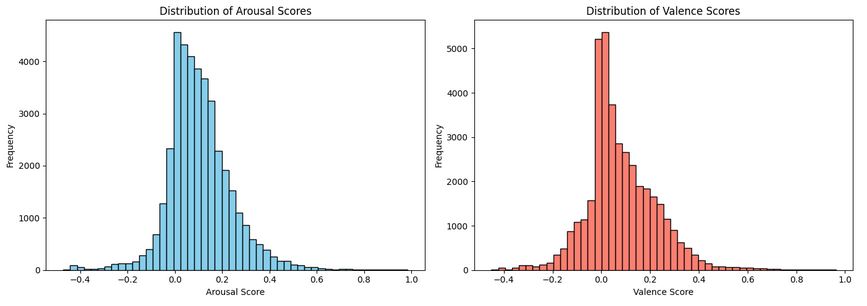 Distribution of Arousal Scores
Frequency
4000
3000
2000
1000
0
−0.4 −0.2 0.0 0.2 0.4 0.6 0.8 1.0
Arousal Score
Distribution of Valence Scores
Frequency
5000
4000
3000
2000
1000
0
−0.4 −0.2 0.0 0.2 0.4 0.6 0.8 1.0
Valence Score